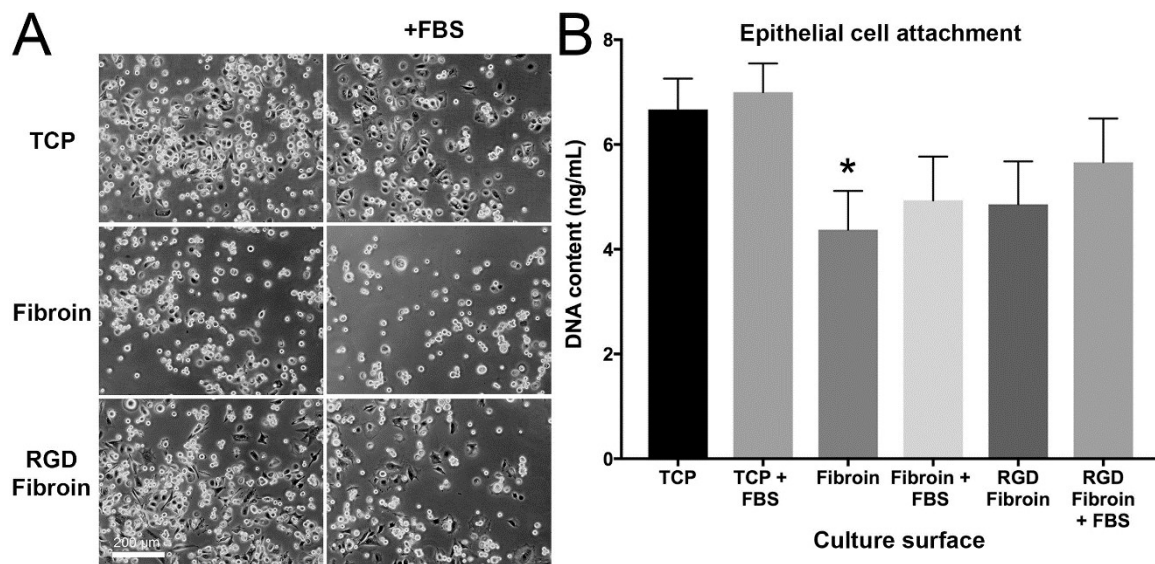 A
+FBS
TCP
Fibroin
RGD
Fibroin
200 µm
B
Epithelial cell attachment
DNA content (ng/mL)
8
6
4
2
0
*
TCP
TCP +
FBS
Fibroin
Fibroin +
FBS
RGD
Fibroin
RGD
Fibroin
+ FBS
Culture surface